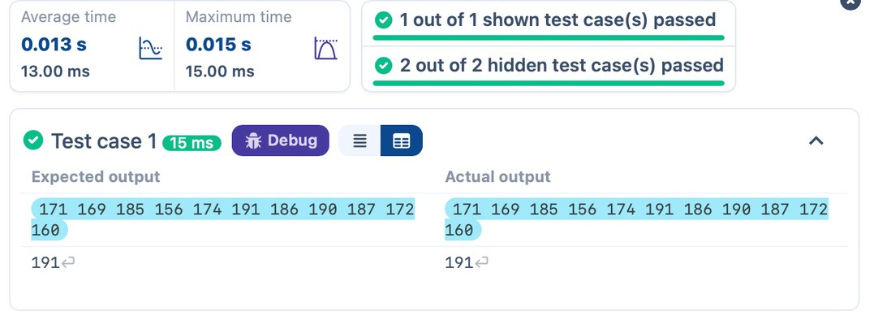 Average time
0.013 s
13.00 ms
Maximum time
0.015 s
15.00 ms
1 out of 1 shown test case(s) passed
2 out of 2 hidden test case(s) passed
Test case 1 15 ms Debug
Expected output
171 169 185 156 174 191 186 190 187 172
160
191
Actual output
171 169 185 156 174 191 186 190 187 172
160
191